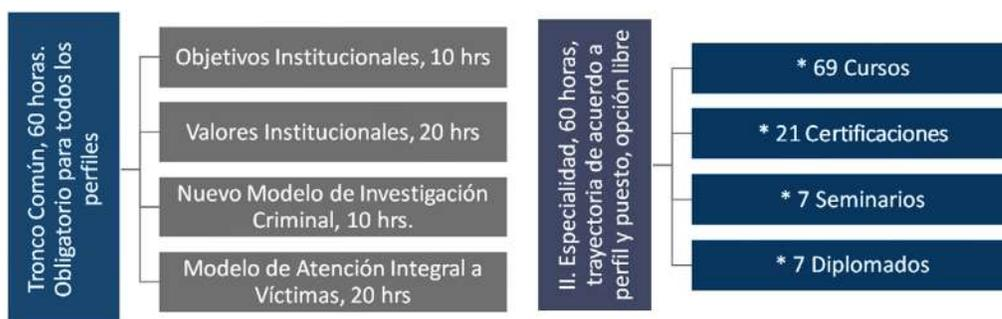 Tronco Común, 60 horas.
Obligatorio para todos los
perfiles
Objetivos Institucionales, 10 hrs
Valores Institucionales, 20 hrs
Nuevo Modelo de Investigación
Criminal, 10 hrs.
Modelo de Atención Integral a
Víctimas, 20 hrs
II. Especialidad, 60 horas,
trayectoria de acuerdo a
perfil y puesto, opción libre
* 69 Cursos
* 21 Certificaciones
* 7 Seminarios
* 7 Diplomados